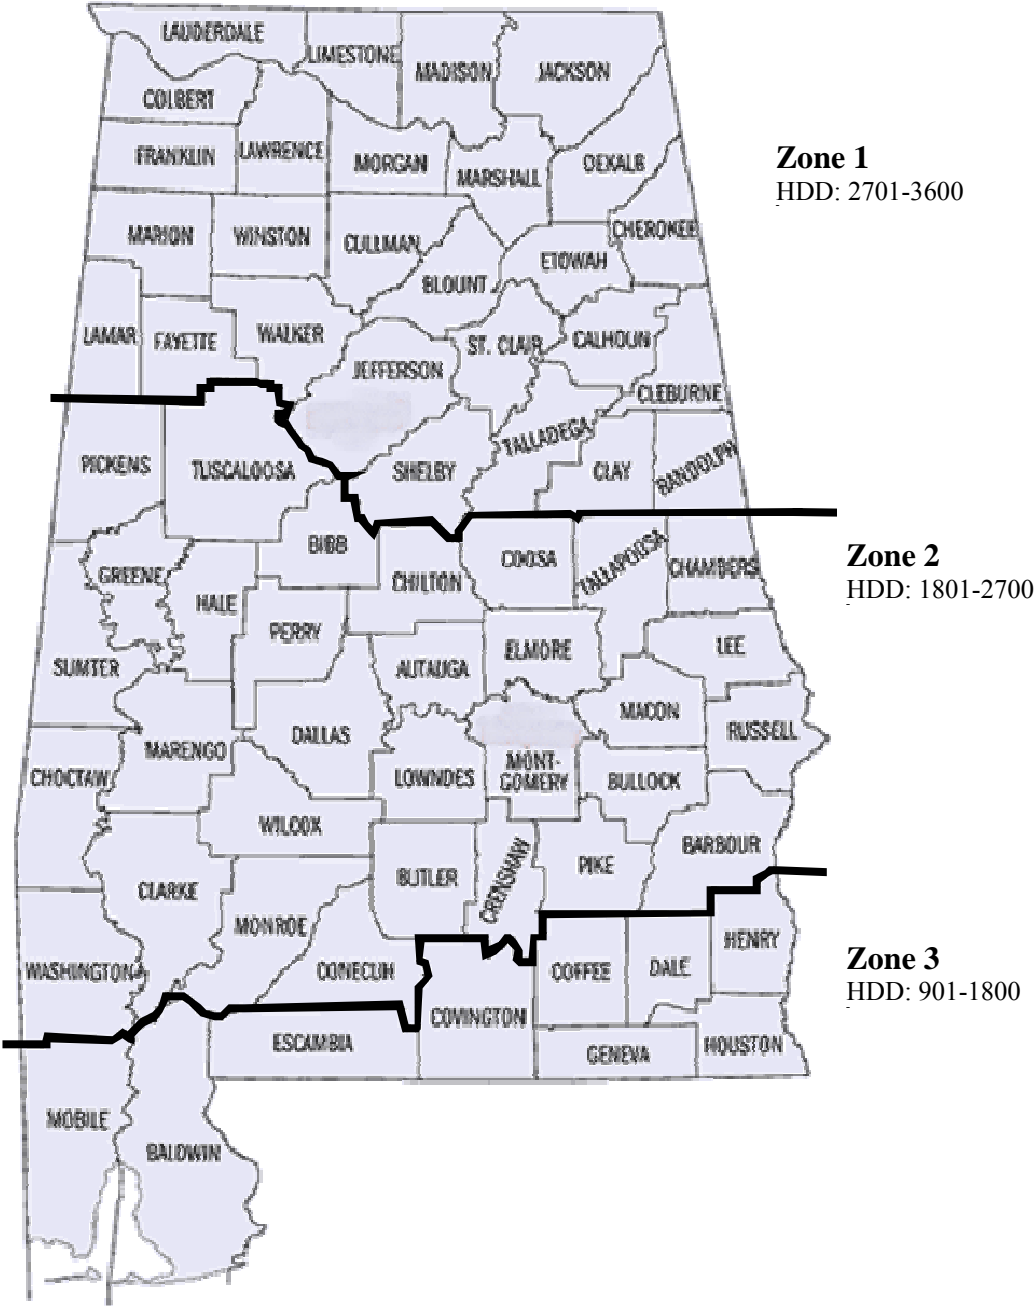 LAUDERDALE
LIMESTONE
MADISON
JACKSON
COLBERT
FRANKLIN
LAWRENCE
MORGAN
MARSHALL
DEKALB
Zone 1
HDD: 2701-3600
MARION
WINSTON
CULLMAN
BLOUNT
ETOWAH
CHEROKEE
LAMAR
FAYETTE
WALKER
JEFFERSON
ST. CLAIR
CALHOUN
CLEBURNE
PICKENS
TUSCALOOSA
SHELBY
TALLADEGA
CLAY
RANDOLPH
BIBB
GREENE
HALE
CHILTON
COOSA
TALLAPOOSA
CHAMBERS
Zone 2
HDD: 1801-2700
PERRY
SUMTER
AUTAUGA
ELMORE
LEE
MACON
RUSSELL
CHOCTAW
MARENGO
DALLAS
LOWNDES
MONT-
GOMERY
BULLOCK
WILCOX
CLARKE
BUTLER
CRENSHAW
PIKE
BARBOUR
MONROE
WASHINGTON
CONECUH
COVINGTON
COFFEE
DALE
HENRY
Zone 3
HDD: 901-1800
ESCAMBIA
GENEVA
HOUSTON
MOBILE
BALDWIN